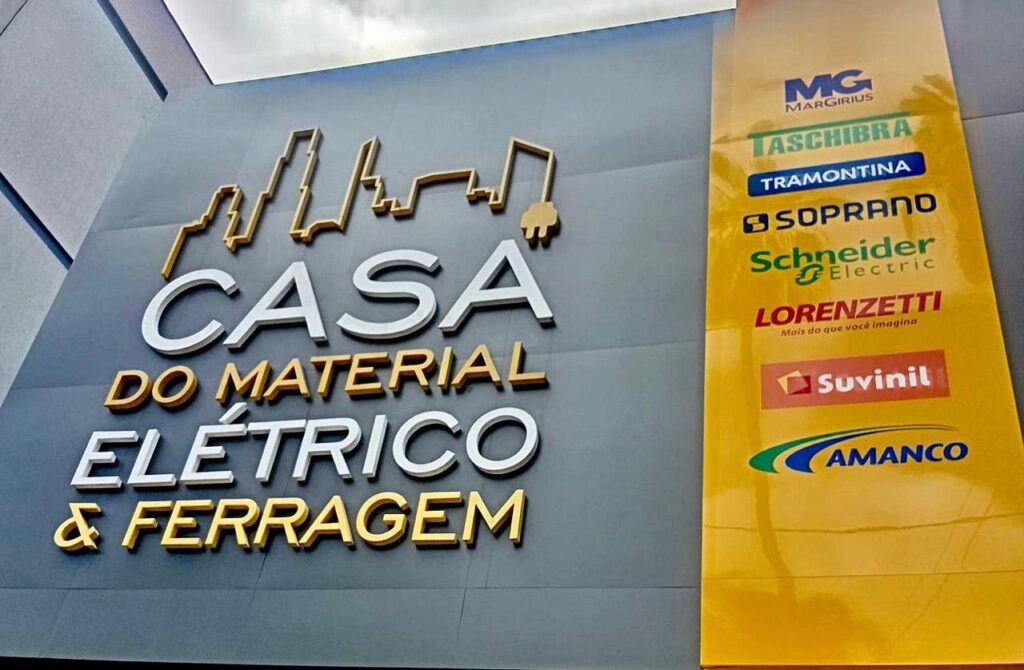 CASA
DO MATERIAL
ELÉTRICO
& FERRAGEM
MG
MARGIRIUS
TASCHIBRA
TRAMONTINA
S SOPRANO
Schneider
Electric
LORENZETTI
Mais do que você imagina
Suvinil
AMANCO